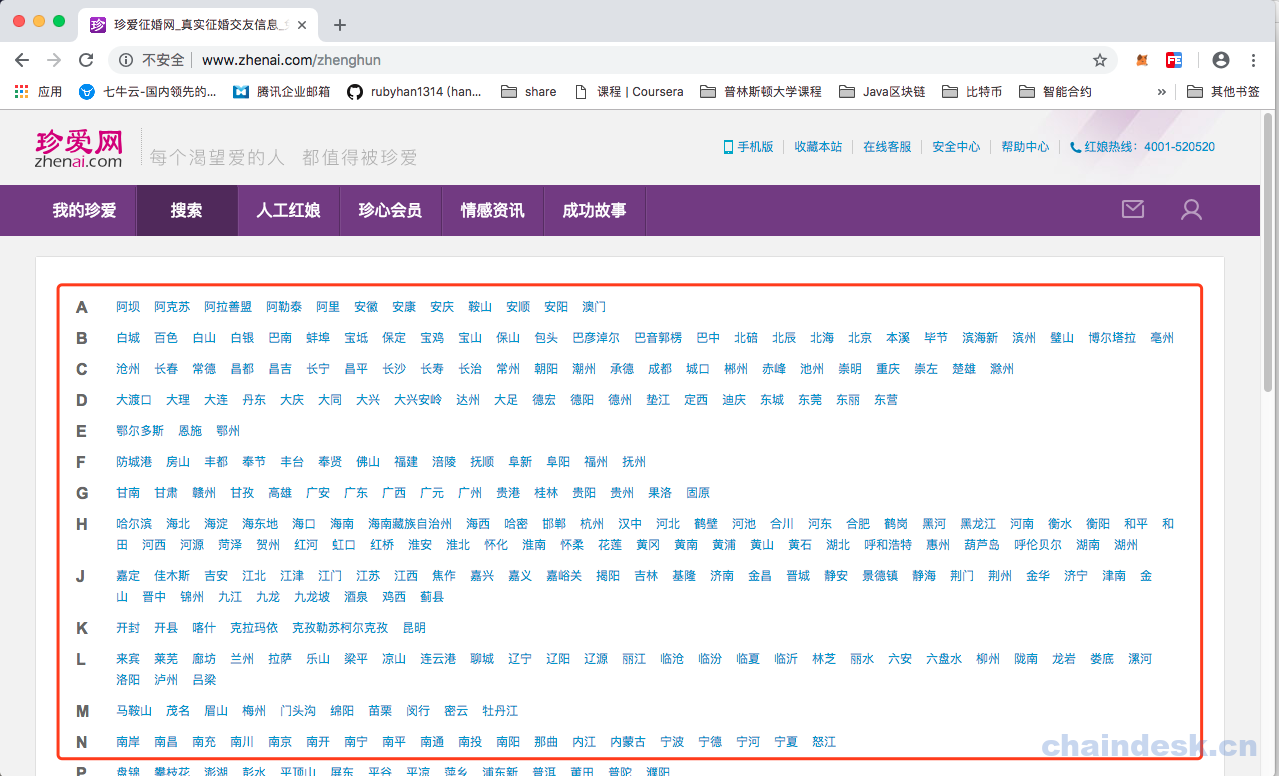 珍爱征婚网_真实征婚交友信息_
不安全 www.zhenai.com/zhenghun
应用 七牛云-国内领先的... 腾讯企业邮箱 rubyhan1314 (han... share 课程 | Coursera 普林斯顿大学课程 Java区块链 比特币 智能合约 » 其他书签
珍爱网
zhenai.com
每个渴望爱的人 都值得被珍爱
手机版 收藏本站 在线客服 安全中心 帮助中心 红娘热线：4001-520520
我的珍爱 搜索 人工红娘 珍心会员 情感资讯 成功故事
A 阿坝 阿克苏 阿拉善盟 阿勒泰 阿里 安徽 安康 安庆 鞍山 安顺 安阳 澳门
B 白城 百色 白山 白银 巴南 蚌埠 宝坻 保定 宝鸡 宝山 保山 包头 巴彦淖尔 巴音郭楞 巴中 北碚 北辰 北海 北京 本溪 毕节 滨海新 滨州 璧山 博尔塔拉 亳州
C 沧州 长春 常德 昌都 昌吉 长宁 昌平 长沙 长寿 长治 常州 朝阳 潮州 承德 成都 城口 郴州 赤峰 池州 崇明 重庆 崇左 楚雄 滁州
D 大渡口 大理 大连 丹东 大庆 大同 大兴 大兴安岭 达州 大足 德宏 德阳 德州 垫江 定西 迪庆 东城 东莞 东丽 东营
E 鄂尔多斯 恩施 鄂州
F 防城港 房山 丰都 奉节 丰台 奉贤 佛山 福建 涪陵 抚顺 阜新 阜阳 福州 抚州
G 甘南 甘肃 赣州 甘孜 高雄 广安 广东 广西 广元 广州 贵港 桂林 贵阳 贵州 果洛 固原
H 哈尔滨 海北 海淀 海东地 海口 海南 海南藏族自治州 海西 哈密 邯郸 杭州 汉中 河北 鹤壁 河池 合川 河东 合肥 鹤岗 黑河 黑龙江 河南 衡水 衡阳 和平 和
田 河西 河源 菏泽 贺州 红河 虹口 红桥 淮安 淮北 怀化 淮南 怀柔 花莲 黄冈 黄南 黄浦 黄山 黄石 湖北 呼和浩特 惠州 葫芦岛 呼伦贝尔 湖南 湖州
J 嘉定 佳木斯 吉安 江北 江津 江门 江苏 江西 焦作 嘉兴 嘉义 嘉峪关 揭阳 吉林 基隆 济南 金昌 晋城 静安 景德镇 静海 荆门 荆州 金华 济宁 津南 金
山 晋中 锦州 九江 九龙 九龙坡 酒泉 鸡西 蓟县
K 开封 开县 喀什 克拉玛依 克孜勒苏柯尔克孜 昆明
L 来宾 莱芜 廊坊 兰州 拉萨 乐山 梁平 凉山 连云港 聊城 辽宁 辽阳 辽源 丽江 临沧 临汾 临夏 临沂 林芝 丽水 六安 六盘水 柳州 陇南 龙岩 娄底 漯河
洛阳 泸州 吕梁
M 马鞍山 茂名 眉山 梅州 门头沟 绵阳 苗栗 闵行 密云 牡丹江
N 南岸 南昌 南充 南川 南京 南开 南宁 南平 南通 南投 南阳 那曲 内江 内蒙古 宁波 宁德 宁河 宁夏 怒江
P 盘锦 攀枝花 澎湖 彭水 平顶山 屏东 平谷 平凉 萍乡 浦东新 普洱 莆田 普陀 濮阳
chaindesk.cn